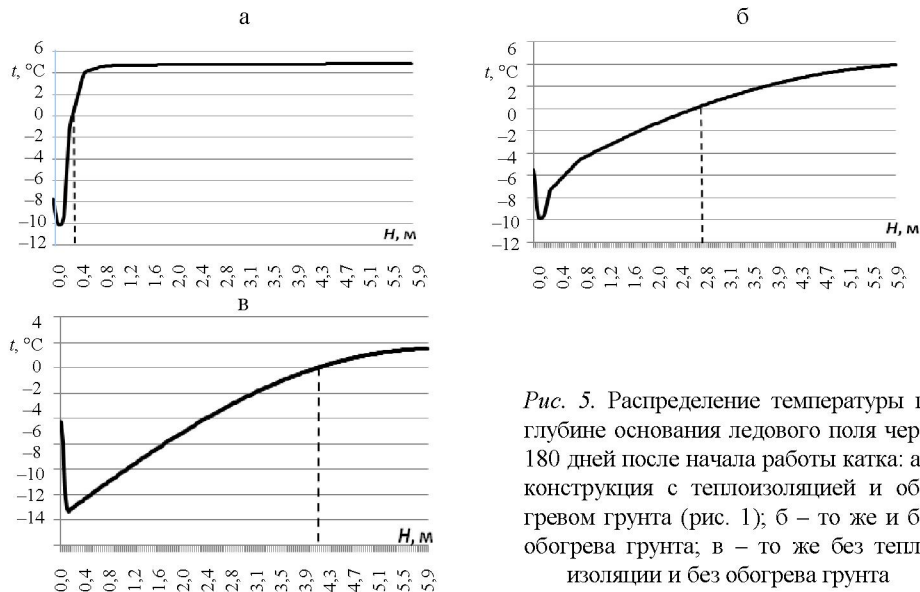 а
6
t, °C
2
0
–2
–4
–6
–8
–10
–12
H, м
0,0 0,4 0,8 1,2 1,6 2,0 2,4 2,8 3,1 3,5 3,9 4,3 4,7 5,1 5,5 5,9
б
6
t, °C
2
0
–2
–4
–6
–8
–10
–12
H, м
0,0 0,4 0,8 1,2 1,6 2,0 2,4 2,8 3,1 3,5 3,9 4,3 4,7 5,1 5,5 5,9
в
4
t, °C
0
–2
–4
–6
–8
–10
–12
–14
H, м
0,0 0,4 0,8 1,2 1,6 2,0 2,4 2,8 3,1 3,5 3,9 4,3 4,7 5,1 5,5 5,9
Рис. 5. Распределение температуры
глубине основания ледового поля чер
180 дней после начала работы катка: а
конструкция с теплоизоляцией и об
гревом грунта (рис. 1); б – то же и б
обогрева грунта; в – то же без тепл
изоляции и без обогрева грунта